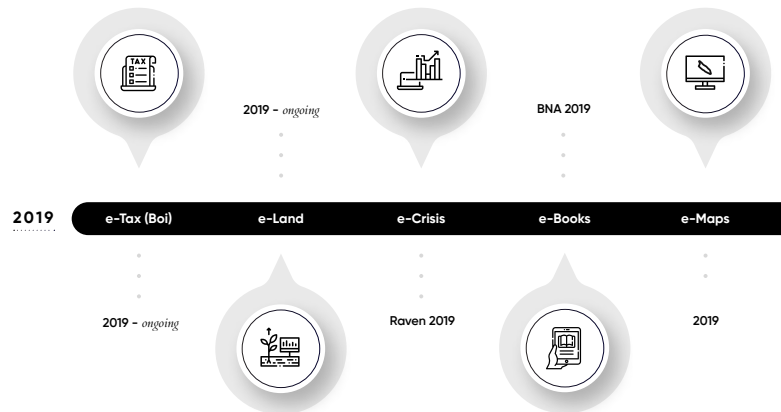 TAX
2019 - ongoing
BNA 2019
2019
e-Tax (Boi)
e-Land
e-Crisis
e-Books
e-Maps
2019 - ongoing
Raven 2019
2019